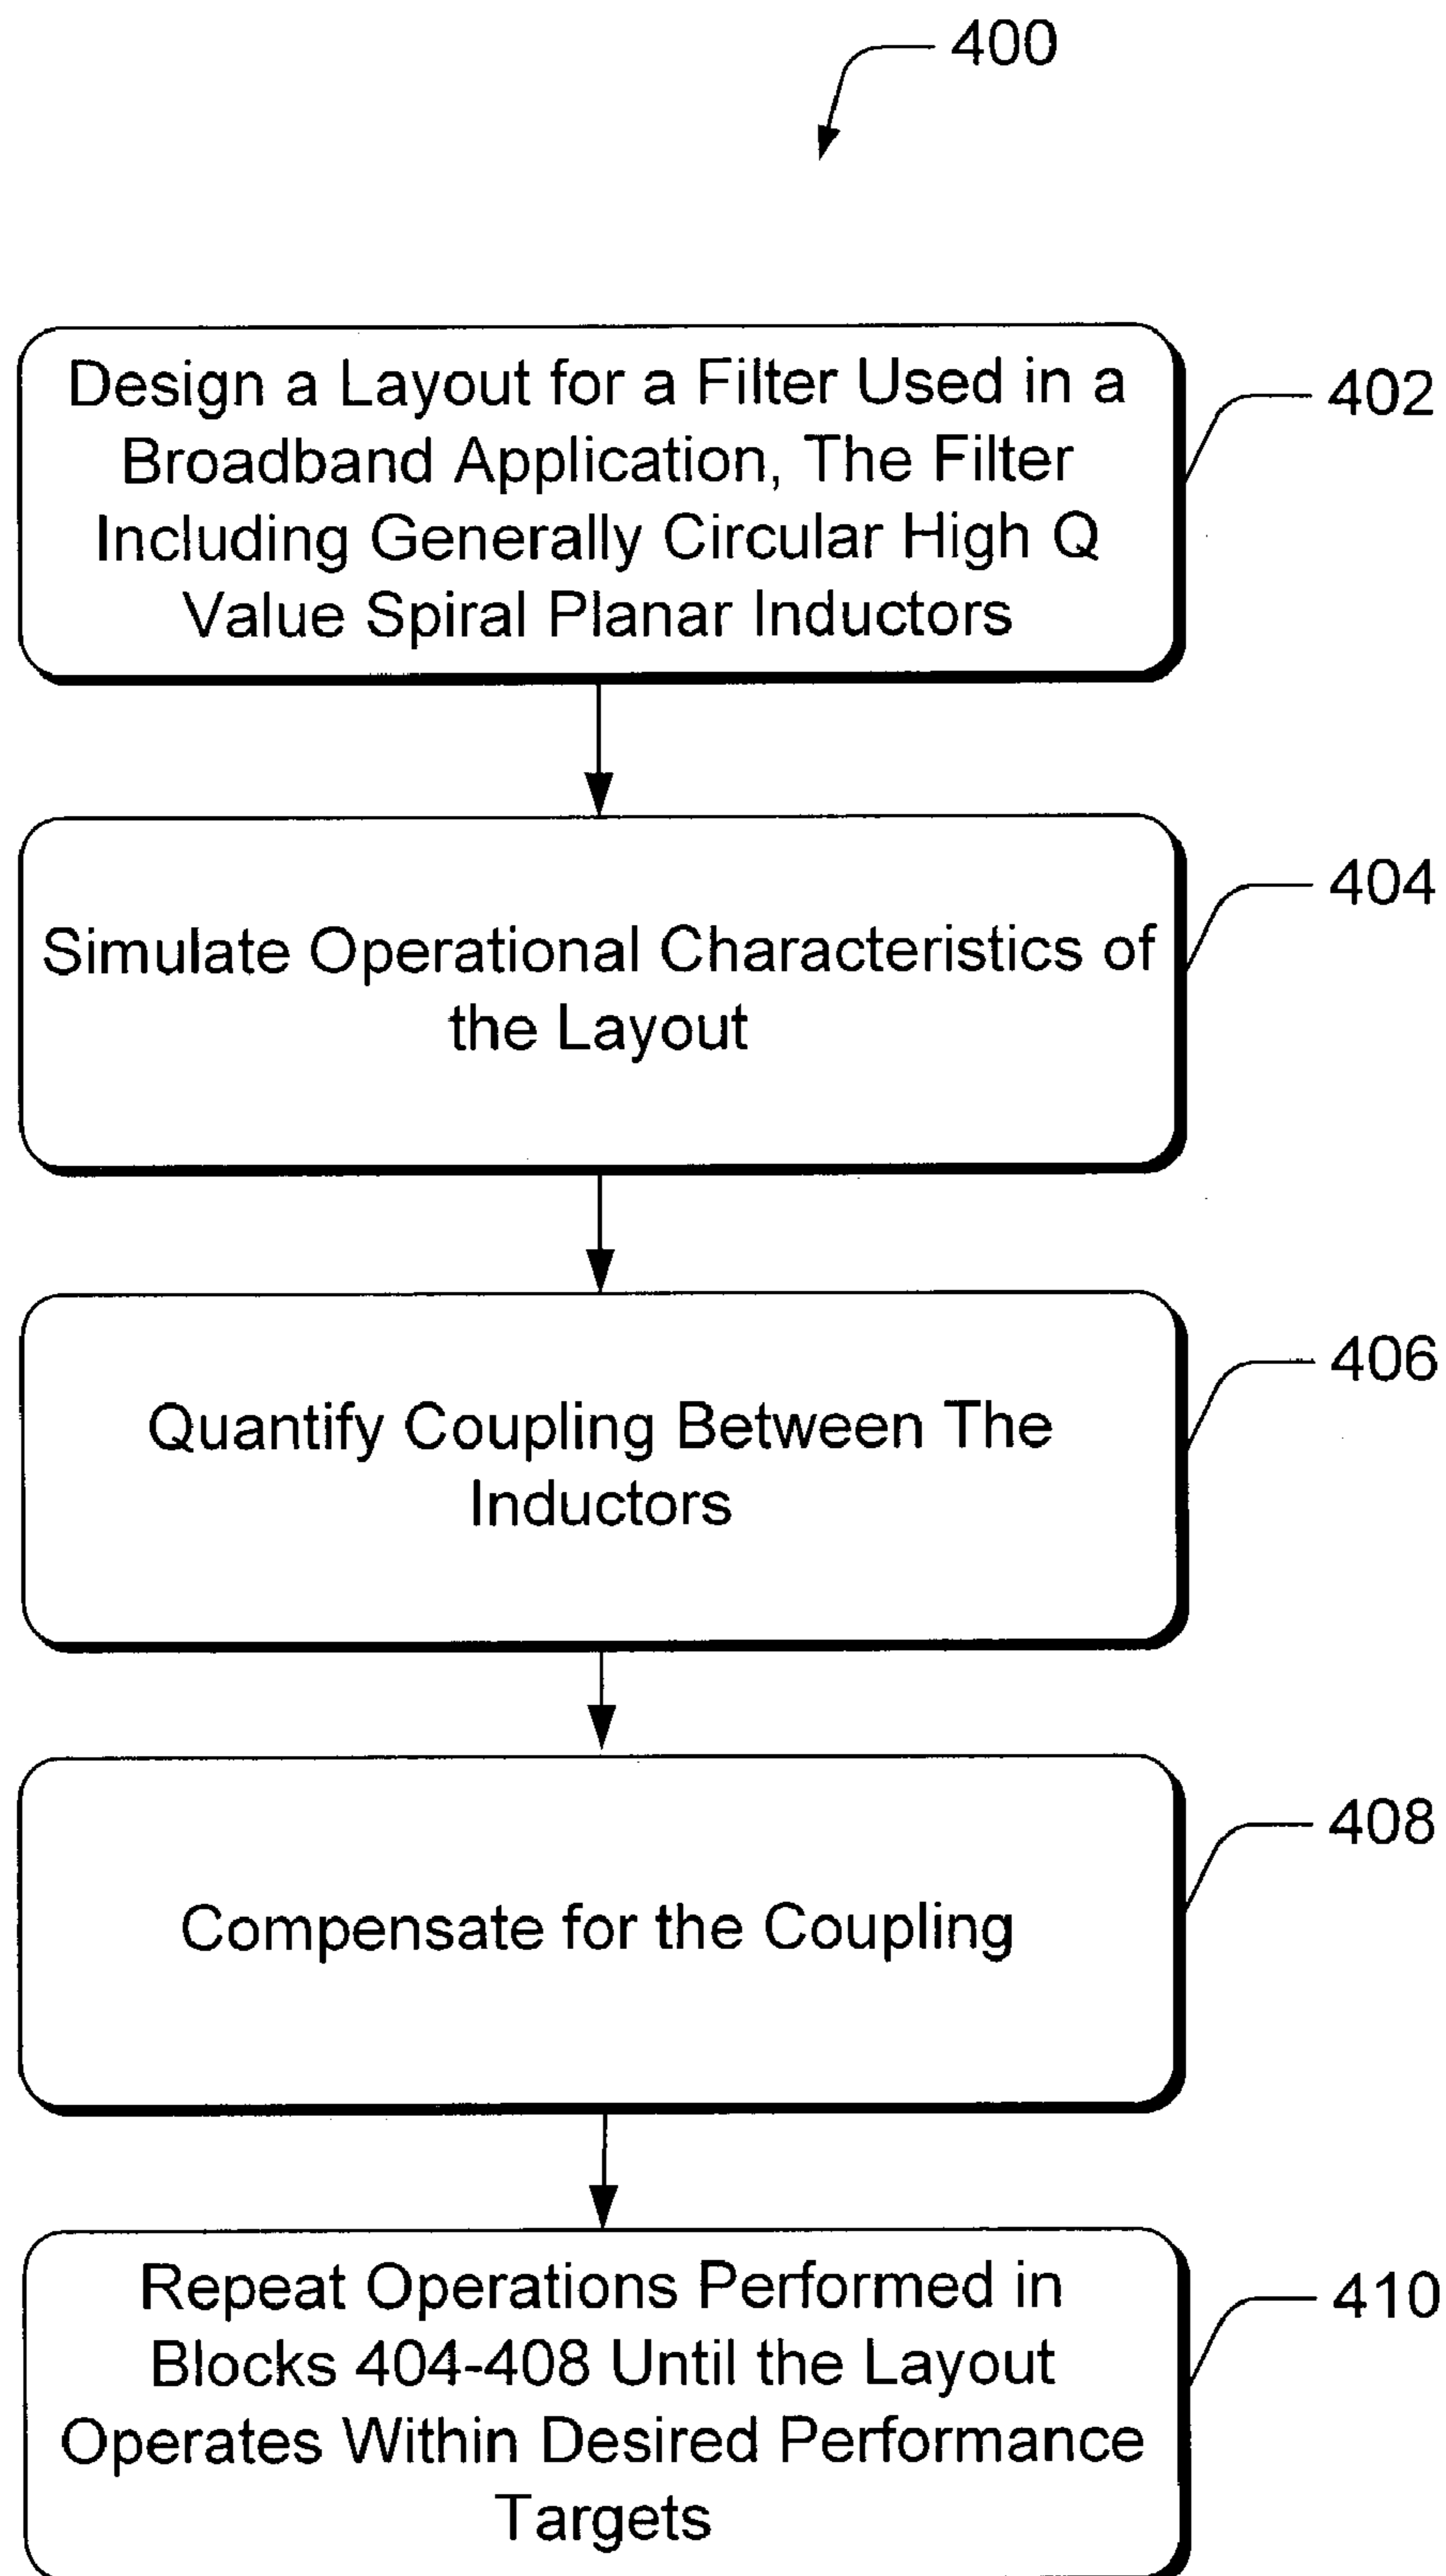 400
Design a Layout for a Filter Used in a
Broadband Application, The Filter
Including Generally Circular High Q
Value Spiral Planar Inductors
402
Simulate Operational Characteristics of
the Layout
404
Quantify Coupling Between The
Inductors
406
Compensate for the Coupling
408
Repeat Operations Performed in
Blocks 404-408 Until the Layout
Operates Within Desired Performance
Targets
410